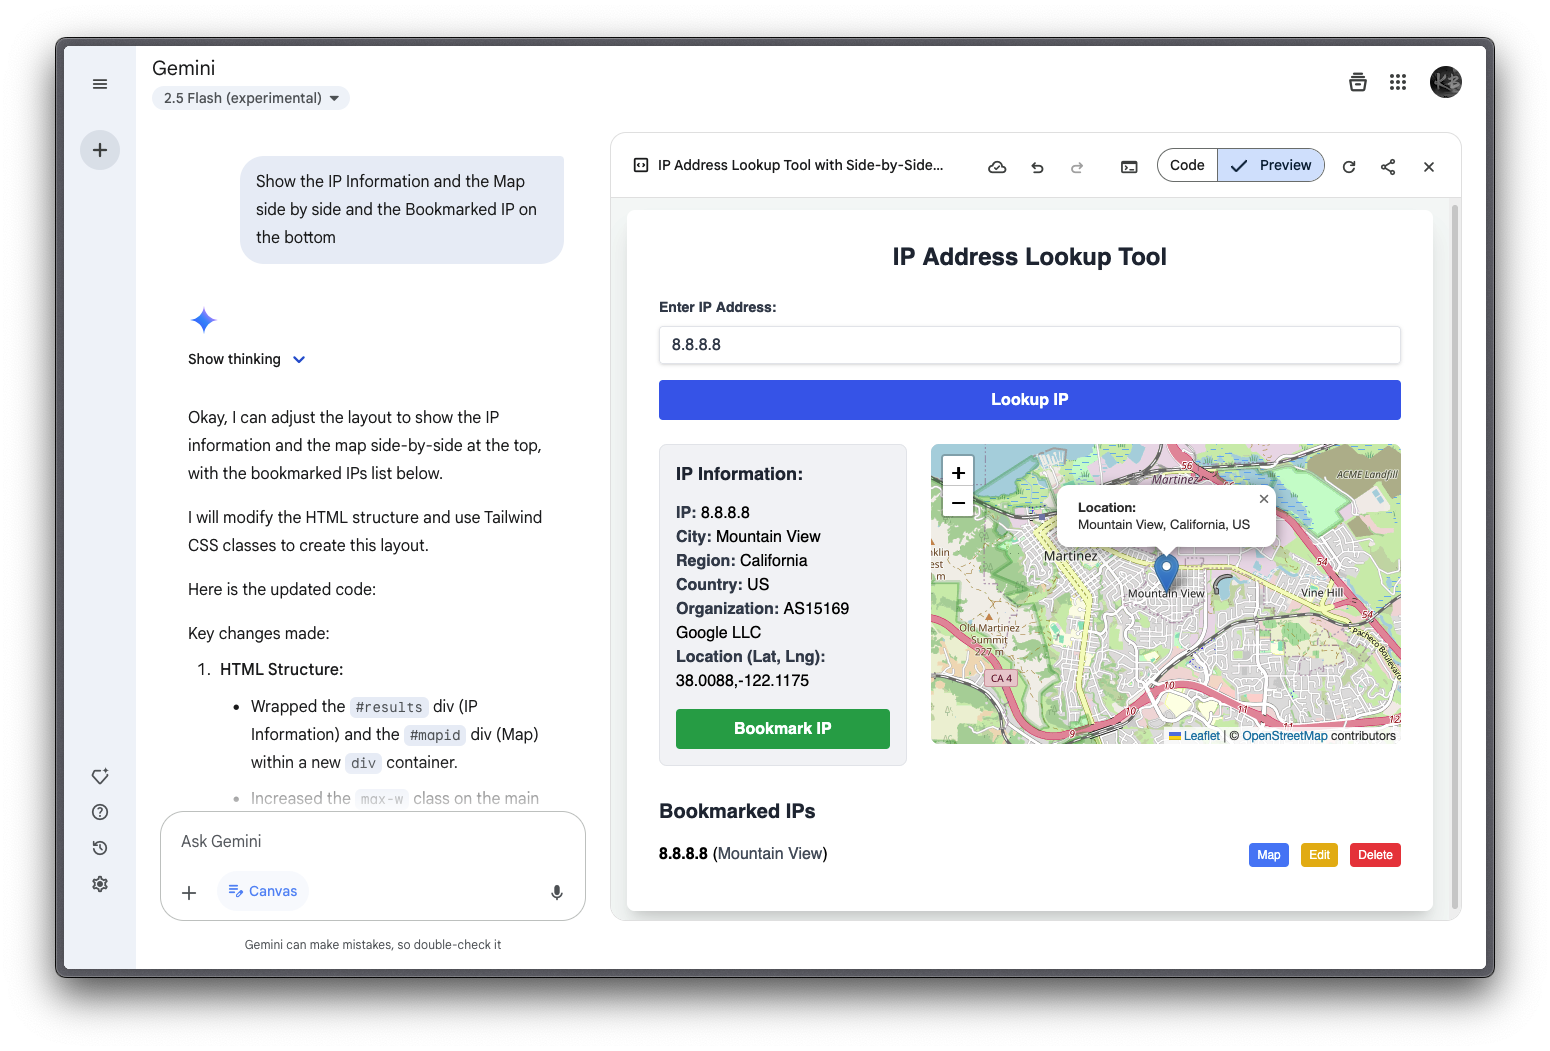 Gemini
2.5 Flash (experimental)
Show the IP Information and the Map
side by side and the Bookmarked IP on
the bottom
Show thinking
Okay, I can adjust the layout to show the IP
information and the map side-by-side at the top,
with the bookmarked IPs list below.
I will modify the HTML structure and use Tailwind
CSS classes to create this layout.
Here is the updated code:
Key changes made:
1. HTML Structure:
• Wrapped the #results div (IP
Information) and the #mapid div (Map)
within a new div container.
• Increased the max-w class on the main
Ask Gemini
Canvas
Gemini can make mistakes, so double-check it
IP Address Lookup Tool with Side-by-Side...
Code
Preview
IP Address Lookup Tool
Enter IP Address:
8.8.8.8
Lookup IP
IP Information:
IP: 8.8.8.8
City: Mountain View
Region: California
Country: US
Organization: AS15169
Google LLC
Location (Lat, Lng):
38.0088,-122.1175
Bookmark IP
+
−
56
Martinez
ACME Landfill
Location:
Mountain View, California, US
Martinez
54
Mountain View
Vine Hill
Old Martinez
Summit
227 m
Pacheco Boulevard
CA 4
10
10
11
11
12
9
Leaflet | © OpenStreetMap contributors
Bookmarked IPs
8.8.8.8 (Mountain View)
Map
Edit
Delete